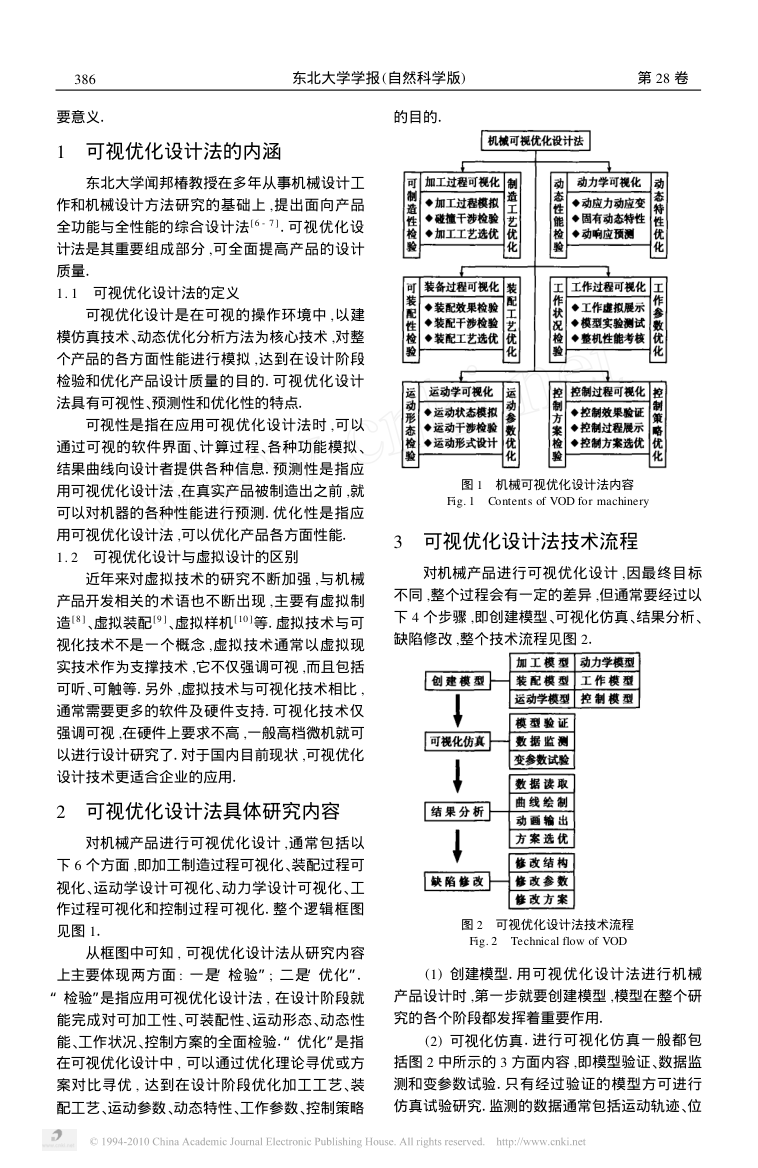 386
东北大学学报(自然科学版)
第 28 卷
要意义.
1 可视优化设计法的内涵
东北大学闻邦椿教授在多年从事机械设计工
作和机械设计方法研究的基础上,提出面向产品
全功能与全性能的综合设计法[6-7].可视优化设
计法是其重要组成部分,可全面提高产品的设计
质量.
1.1 可视优化设计法的定义
可视优化设计是在可视的操作环境中,以建
模仿真技术、动态优化分析方法为核心技术,对整
个产品的各方面性能进行模拟,达到在设计阶段
检验和优化产品设计质量的目的.可视优化设计
法具有可视性、预测性和优化性的特点.
可视性是指在应用可视优化设计法时,可以
通过可视的软件界面、计算过程、各种功能模拟、
结果曲线向设计者提供各种信息.预测性是指应
用可视优化设计法,在真实产品被制造出之前,就
可以对机器的各种性能进行预测.优化性是指应
用可视优化设计法,可以优化产品各方面性能.
1.2 可视优化设计与虚拟设计的区别
近年来对虚拟技术的研究不断加强,与机械
产品开发相关的术语也不断出现,主要有虚拟制
造[8]、虚拟装配[9]、虚拟样机[10]等.虚拟技术与可
视化技术不是一个概念,虚拟技术通常以虚拟现
实技术作为支撑技术,它不仅强调可视,而且包括
可听、可触等.另外,虚拟技术与可视化技术相比,
通常需要更多的软件及硬件支持.可视化技术仅
强调可视,在硬件上要求不高,一般高档微机就可
以进行设计研究了.对于国内目前现状,可视优化
设计技术更适合企业的应用.
2 可视优化设计法具体研究内容
对机械产品进行可视优化设计,通常包括以
下 6 个方面,即加工制造过程可视化、装配过程可
视化、运动学设计可视化、动力学设计可视化、工
作过程可视化和控制过程可视化.整个逻辑框图
见图 1.
从框图中可知,可视优化设计法从研究内容
上主要体现两方面:一是“检验”;二是“优化”.
“检验”是指应用可视优化设计法,在设计阶段就
能完成对可加工性、可装配性、运动形态、动态性
能、工作状况、控制方案的全面检验.“优化”是指
在可视优化设计中,可以通过优化理论寻优或方
案对比寻优,达到在设计阶段优化加工工艺、装
配工艺、运动参数、动态特性、工作参数、控制策略
的目的.
机械可视优化设计法
可制造性检验
加工过程可视化
◆加工过程模拟
◆碰撞干涉检验
◆加工工艺选优
制造工艺优化
动态性能检验
动力学可视化
◆动应力动应变
◆固有动态特性
◆动响应预测
动态特性优化
可装配性检验
装备过程可视化
◆装配效果检验
◆装配干涉检验
◆装配工艺选优
装配工艺优化
工作状况检验
工作过程可视化
◆工作虚拟展示
◆模型实验测试
◆整机性能考核
工作参数优化
运动形态检验
运动学可视化
◆运动状态模拟
◆运动干涉检验
◆运动形式设计
运动参数优化
控制方案检验
控制过程可视化
◆控制效果验证
◆控制过程展示
◆控制方案选优
控制策略优化
图 1 机械可视优化设计法内容
Fig. 1 Contents of VOD for machinery
3 可视优化设计法技术流程
对机械产品进行可视优化设计,因最终目标
不同,整个过程会有一定的差异,但通常要经过以
下 4 个步骤,即创建模型、可视化仿真、结果分析、
缺陷修改,整个技术流程见图 2.
创建模型
加工模型 动力学模型
装配模型 工作模型
运动学模型 控制模型
可视化仿真
模型验证
数据监测
变参数试验
结果分析
数据读取
曲线绘制
动画输出
方案选优
缺陷修改
修改结构
修改参数
修改方案
图 2 可视优化设计法技术流程
Fig. 2 Technical flow of VOD
(1) 创建模型.用可视优化设计法进行机械
产品设计时,第一步就要创建模型,模型在整个研
究的各个阶段都发挥着重要作用.
(2) 可视化仿真.进行可视化仿真一般都包
括图 2 中所示的 3 方面内容,即模型验证、数据监
测和变参数试验.只有经过验证的模型方可进行
仿真试验研究.监测的数据通常包括运动轨迹、位
© 1994-2010 China Academic Journal Electronic Publishing House. All rights reserved. http://www.cnki.net